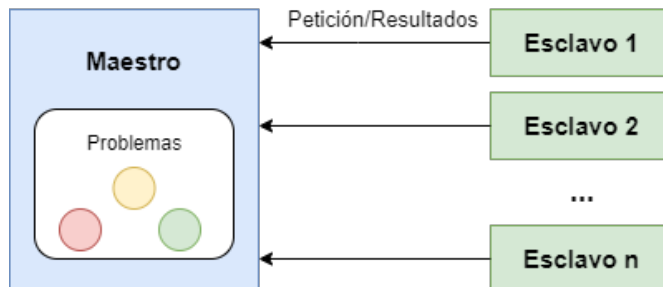 Petición/Resultados
Maestro
Esclavo 1
Problemas
Esclavo 2
...
Esclavo n